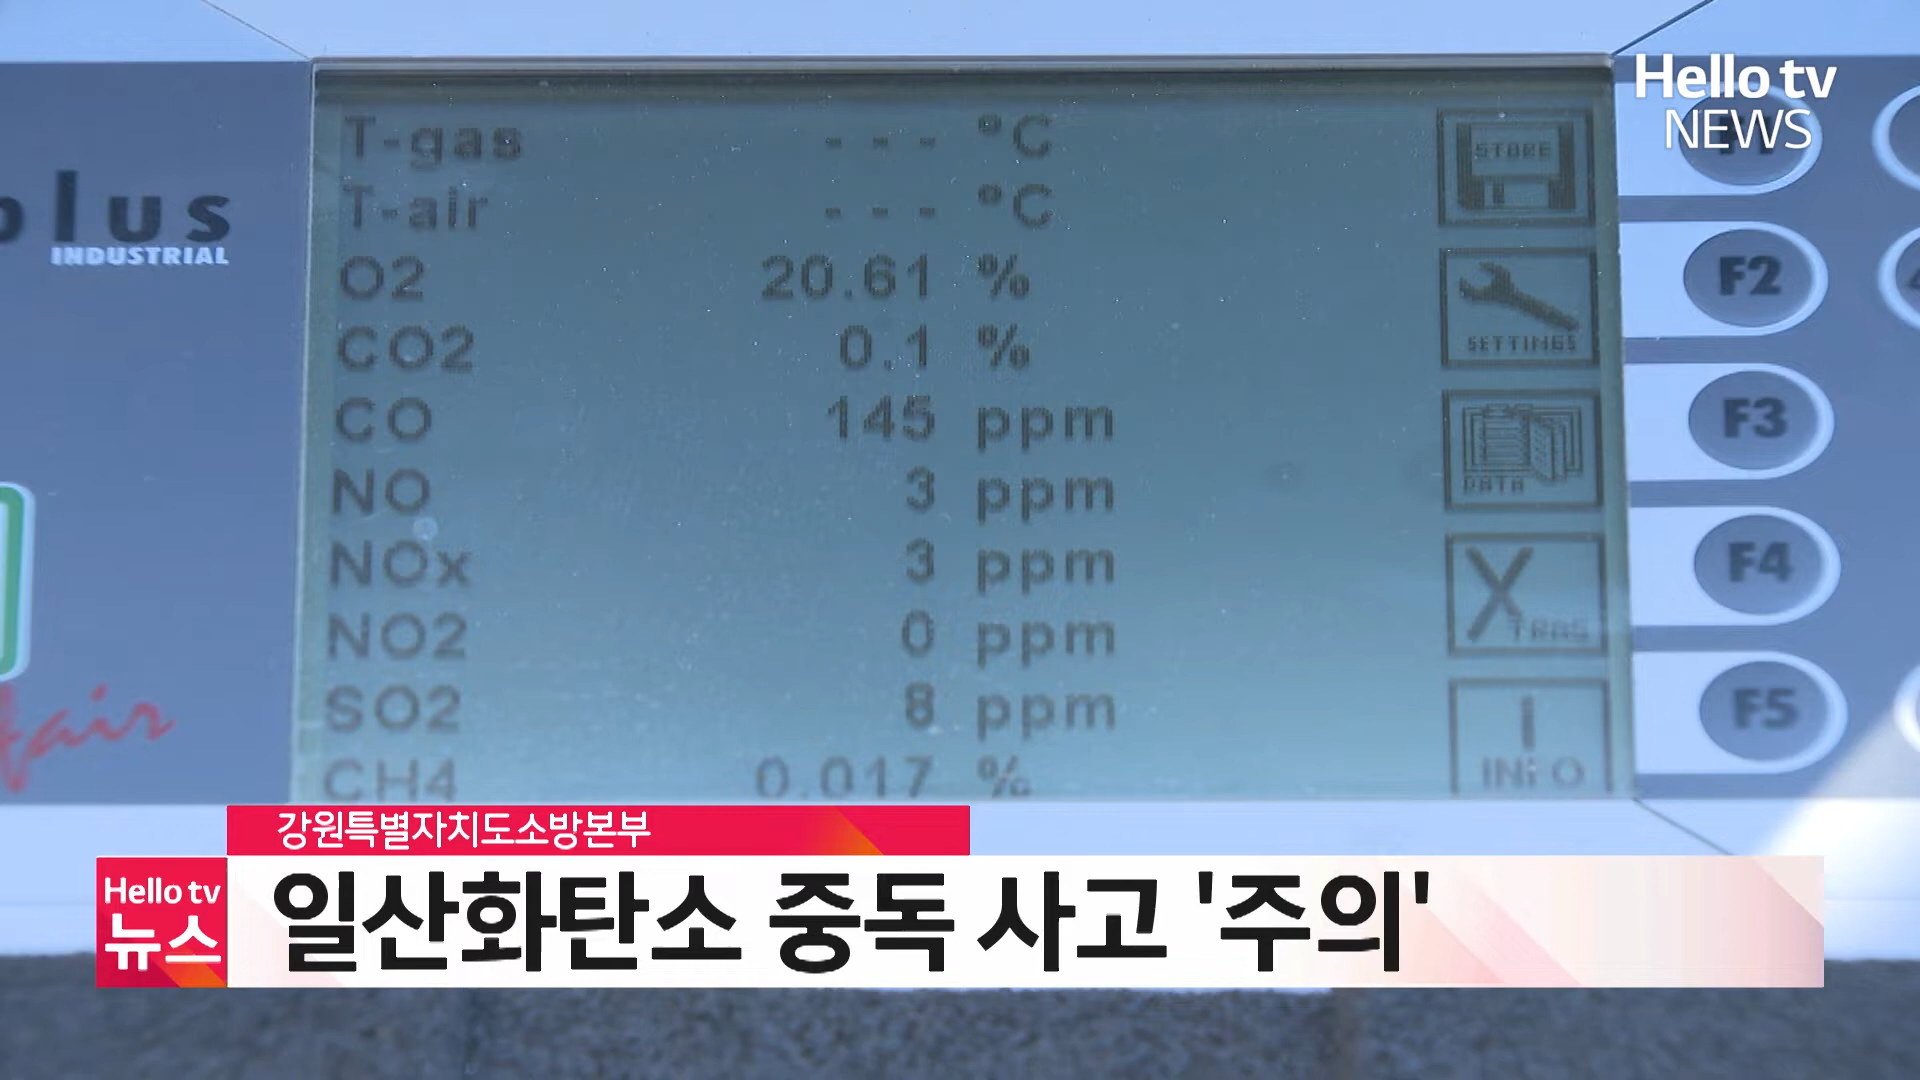 Hello tv
NEWS
plus
INDUSTRIAL
T-gas --- °C
T-air --- °C
O2 20.61 %
CO2 0.1 %
CO 145 ppm
NO 3 ppm
NOx 3 ppm
NO2 0 ppm
SO2 8 ppm
CH4 0.017 %
STORE
SETTINGS
DATA
XTRAS
I
INFO
F2
F3
F4
F5
air
강원특별자치도소방본부
Hello tv
뉴스
일산화탄소 중독 사고 '주의'